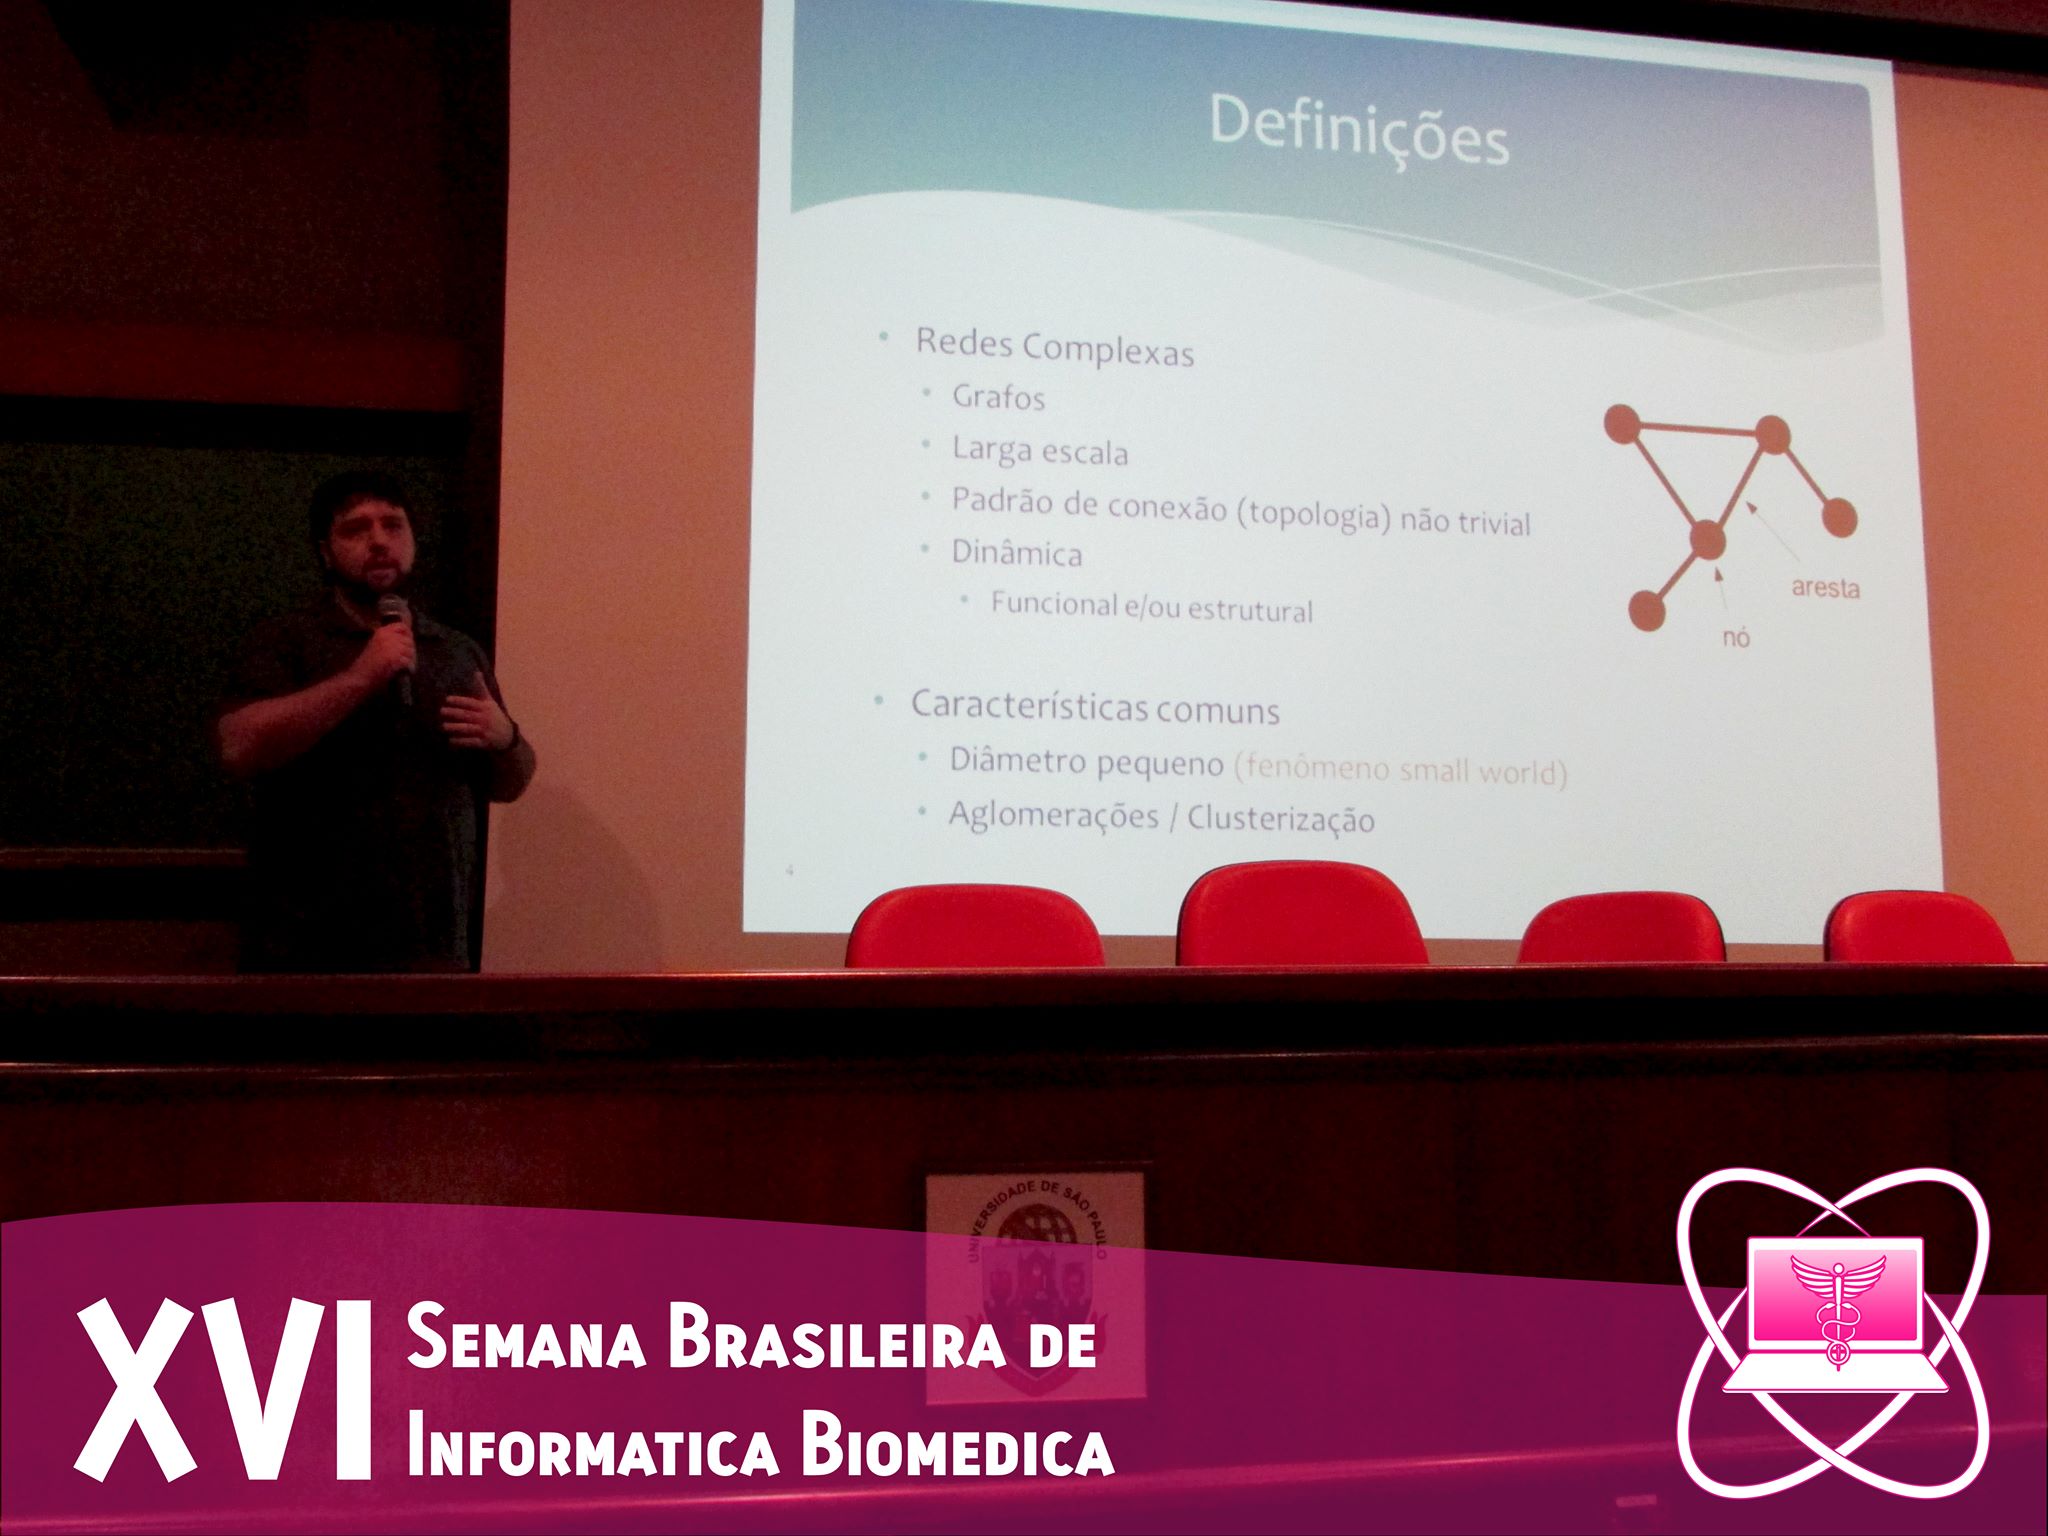 Definições
Redes Complexas
Grafos
Larga escala
Padrão de conexão (topologia) não trivial
Dinâmica
Funcional e/ou estrutural
aresta
nó
Características comuns
Diâmetro pequeno (fenômeno small world)
Aglomerações / Clusterização
4
UNIVERSIDADE DE SÃO PAULO
XVI
SEMANA BRASILEIRA DE
INFORMATICA BIOMEDICA